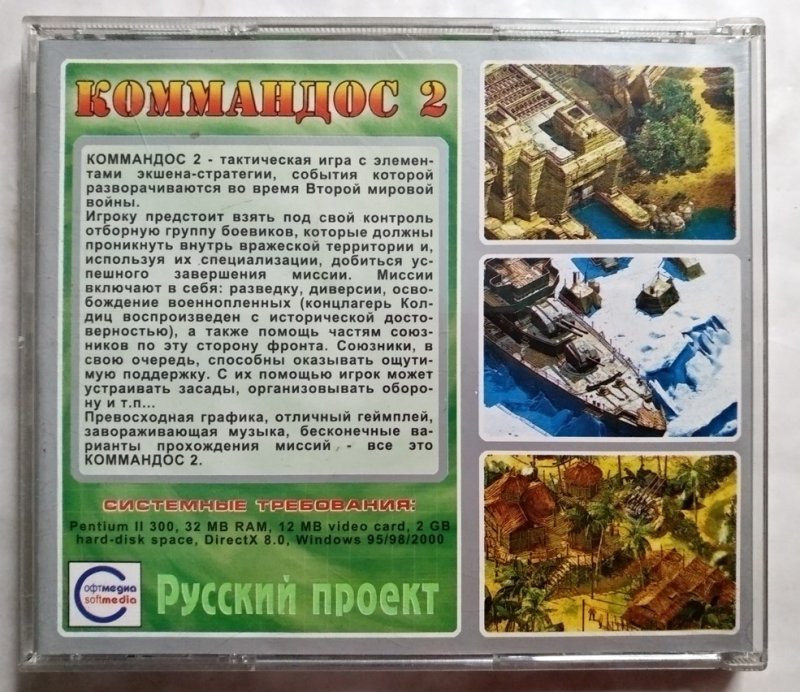 КОММАНДОС 2
КОММАНДОС 2 - тактическая игра с элемен-
тами экшена-стратегии, события которой
разворачиваются во время Второй мировой
войны.
Игроку предстоит взять под свой контроль
отборную группу боевиков, которые должны
проникнуть внутрь вражеской территории и,
используя их специализации, добиться ус-
пешного завершения миссии. Миссии
включают в себя: разведку, диверсии, осво-
бождение военнопленных (концлагерь Кол-
диц воспроизведен с исторической досто-
верностью), а также помощь частям союз-
ников по эту сторону фронта. Союзники, в
свою очередь, способны оказывать ощути-
мую поддержку. С их помощью игрок может
устраивать засады, организовывать оборо-
ну и т.п...
Превосходная графика, отличный геймплей,
завораживающая музыка, бесконечные ва-
рианты прохождения миссий - все это
КОММАНДОС 2.
СИСТЕМНЫЕ ТРЕБОВАНИЯ:
Pentium II 300, 32 MB RAM, 12 MB video card, 2 GB
hard-disk space, DirectX 8.0, Windows 95/98/2000
софтмедиа
softmedia
Русский проект